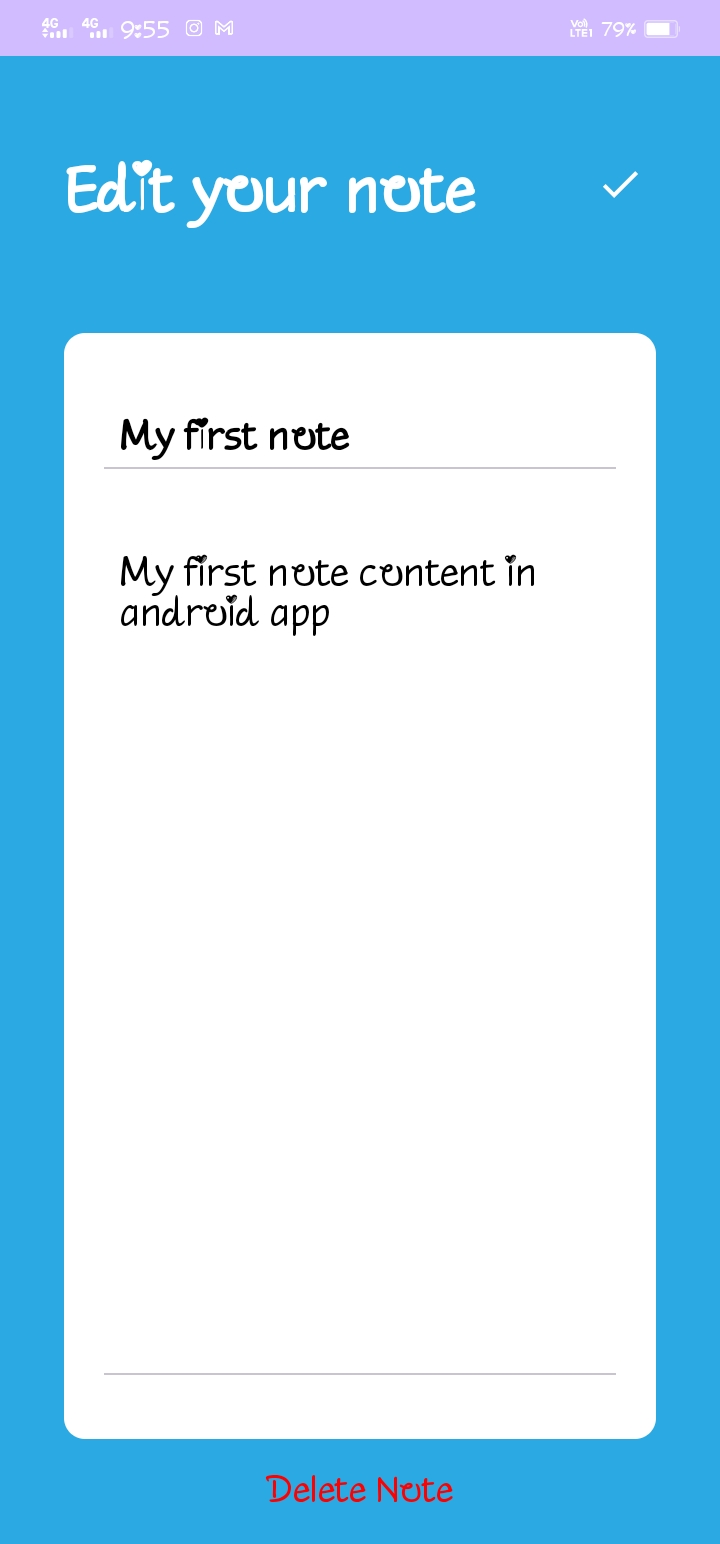 4G 4G 9:55 Vo) LTE1 79%
Edit your note
My first note
My first note content in
android app
Delete Note